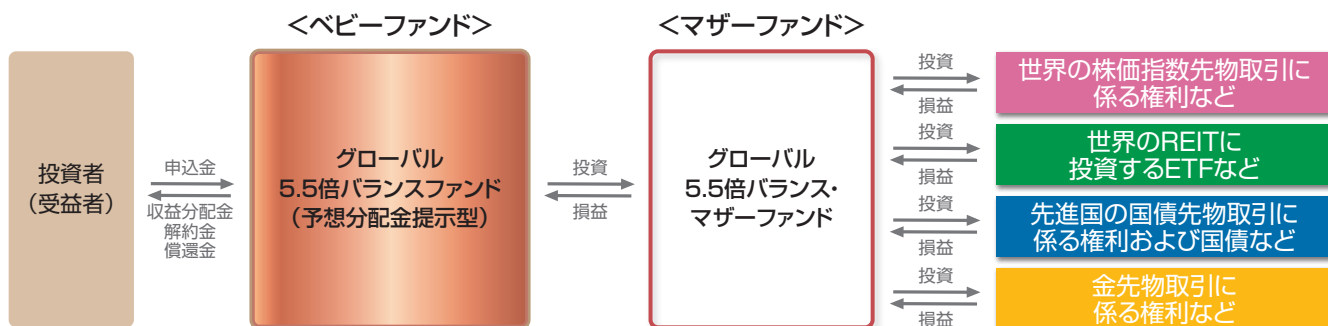 ＜ベビーファンド＞
＜マザーファンド＞
投資者
（受益者）
申込金
収益分配金
解約金
償還金
グローバル
5.5倍バランスファンド
（予想分配金提示型）
投資
損益
グローバル
5.5倍バランス・
マザーファンド
投資
損益
世界の株価指数先物取引に
係る権利など
投資
損益
世界のREITに
投資するETFなど
投資
損益
先進国の国債先物取引に
係る権利および国債など
投資
損益
金先物取引に
係る権利など